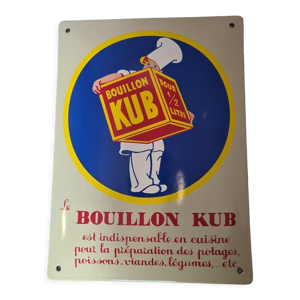 BOUILLON
KUB
POUR
1/2
LITRE
Le
BOUILLON KUB
est indispensable en cuisine
pour la préparation des potages,
poissons, viandes, légumes,...etc